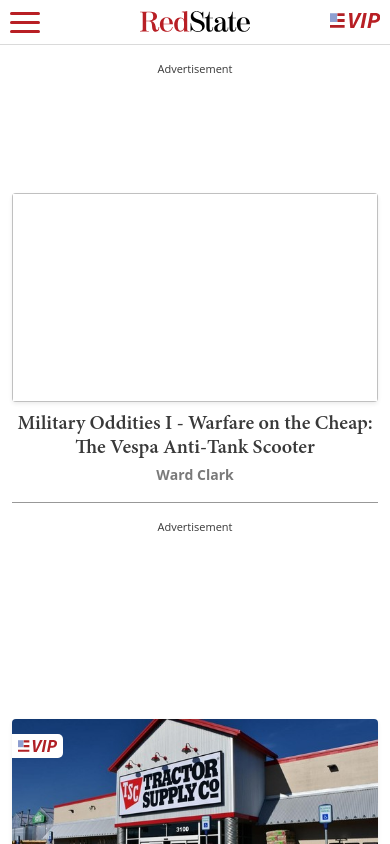 RedState
VIP
Advertisement
Military Oddities I - Warfare on the Cheap:
The Vespa Anti-Tank Scooter
Ward Clark
Advertisement
VIP
TSC TRACTOR
SUPPLY CO
3100